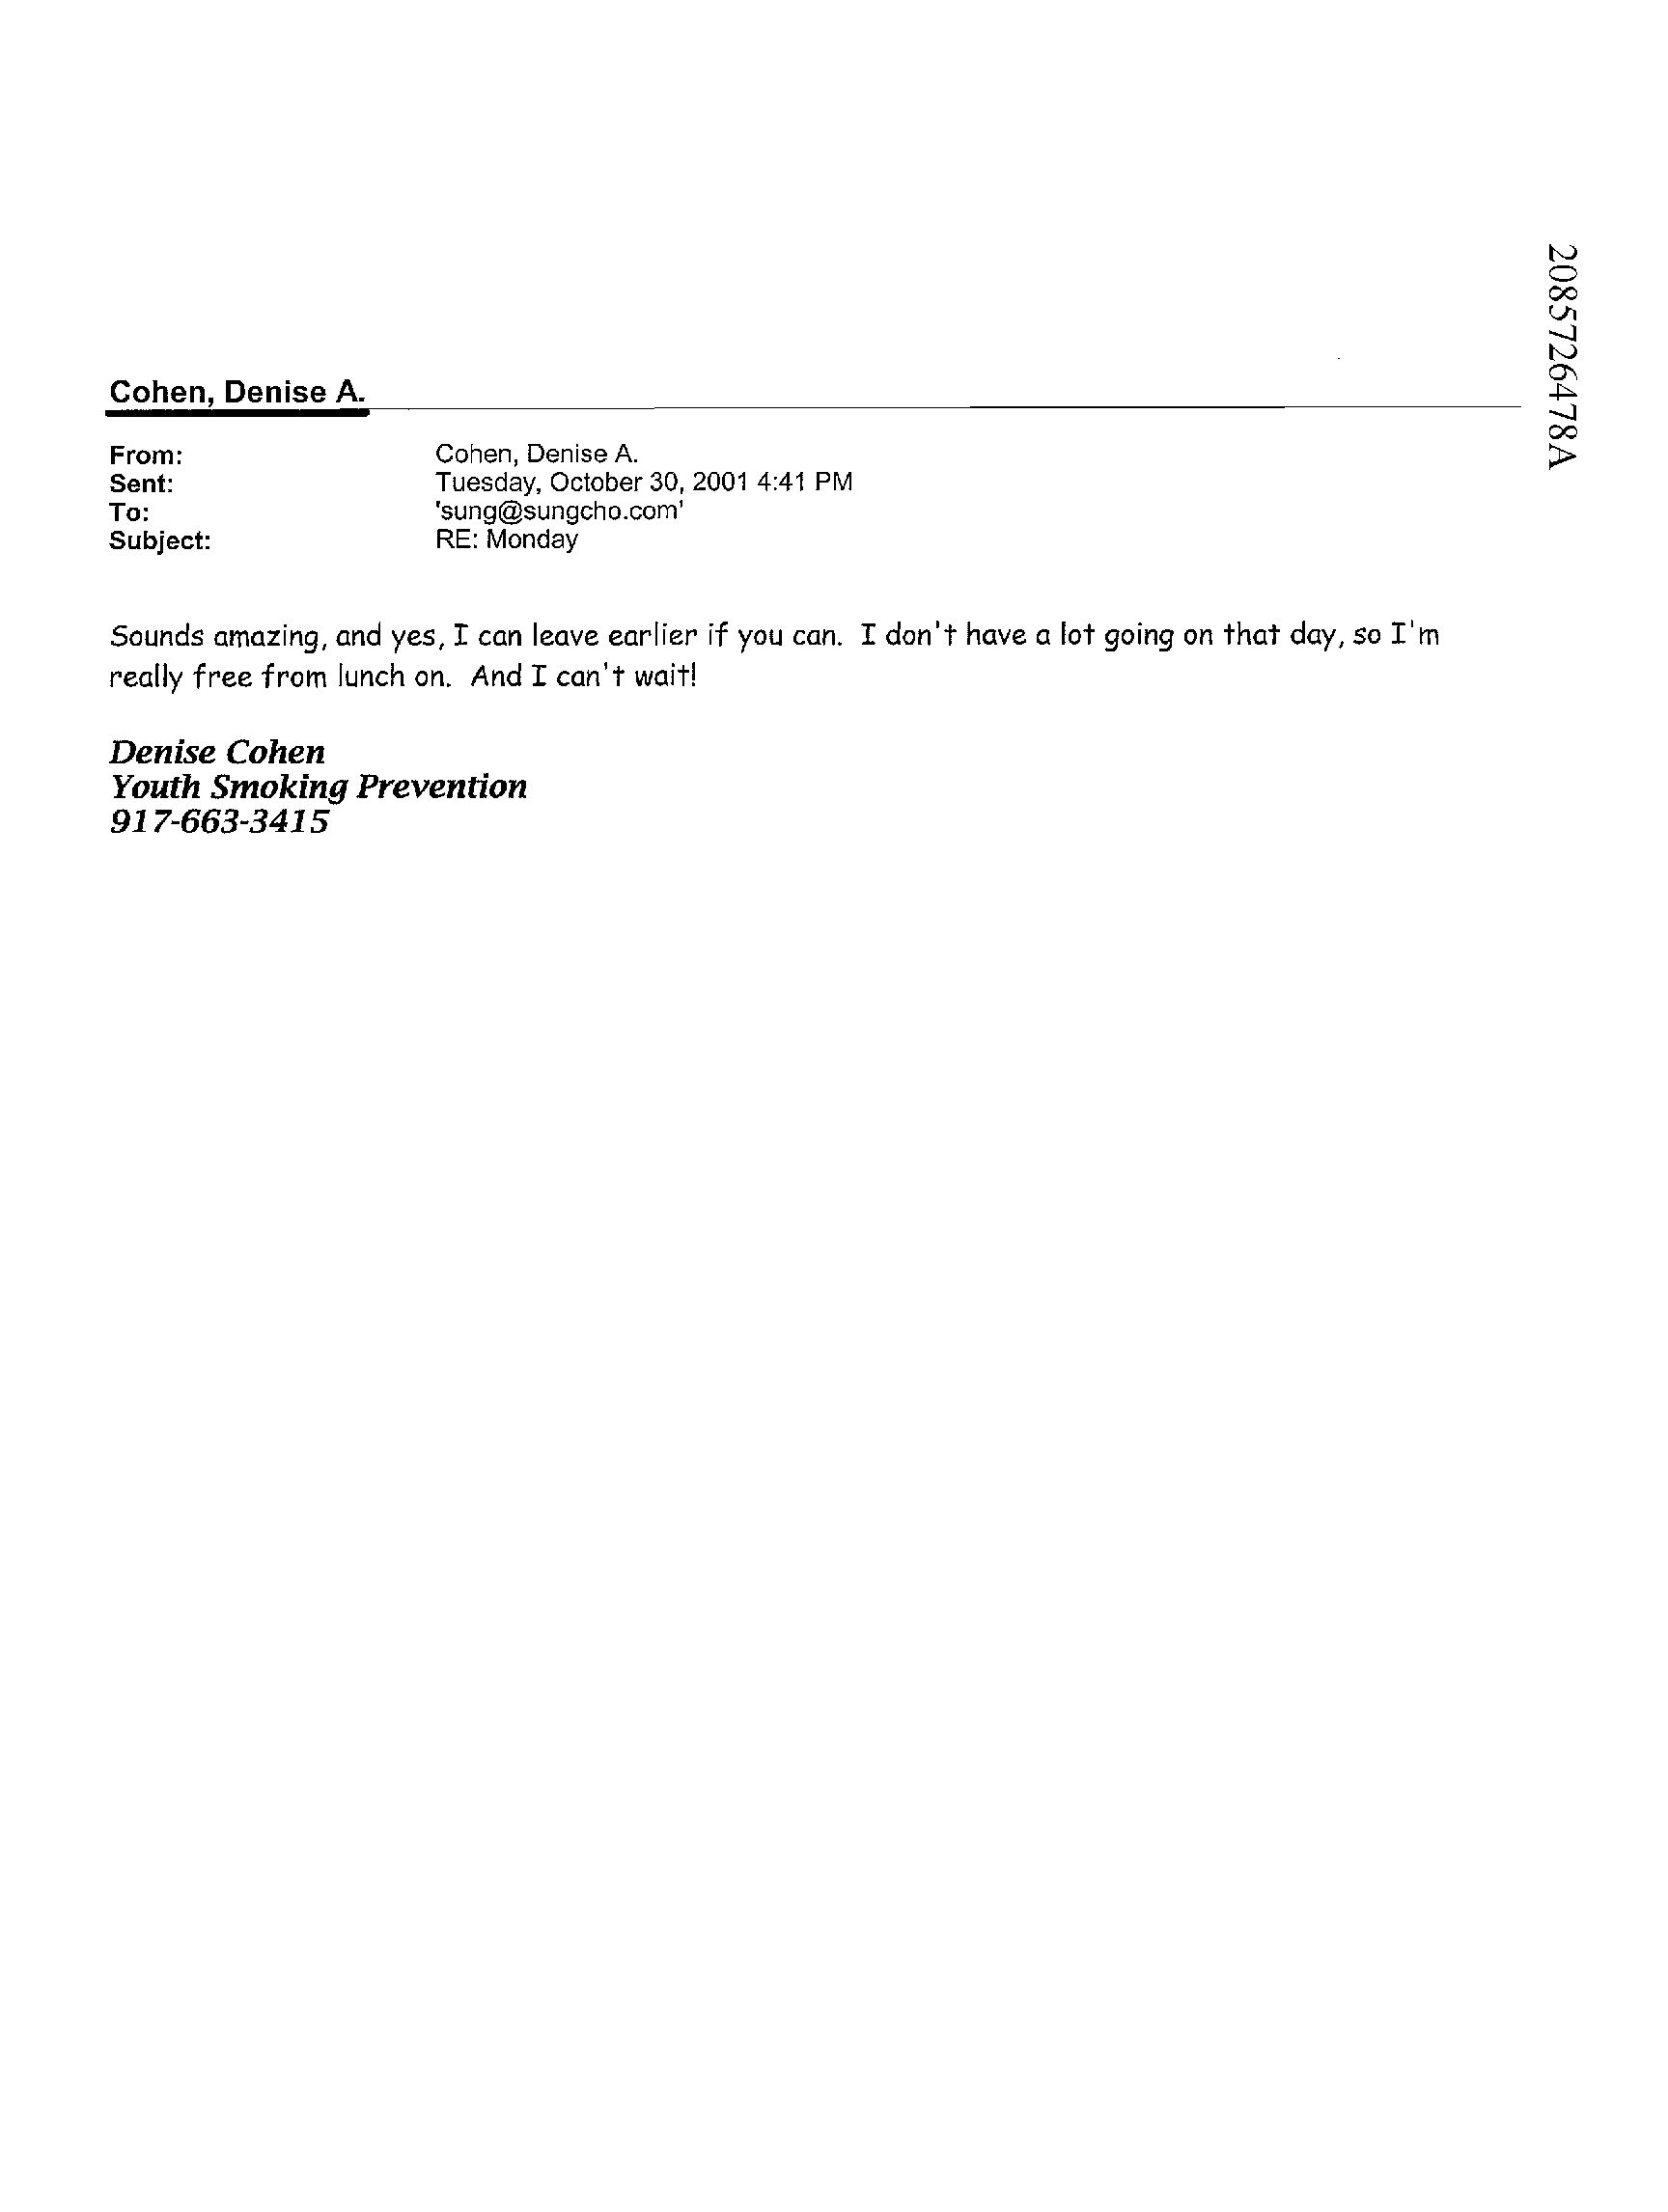 2085726478A
Cohen, Denise A.
From: Cohen, Denise A.
Sent: Tuesday, October 30, 2001 4:41 PM
To: 'sung@sungcho.com'
Subject: RE: Monday
Sounds amazing, and yes, I can leave earlier if you can.  I don't have a lot going on that day, so I'm
really free from lunch on.  And I can't wait!
Denise Cohen
Youth Smoking Prevention
917-663-3415